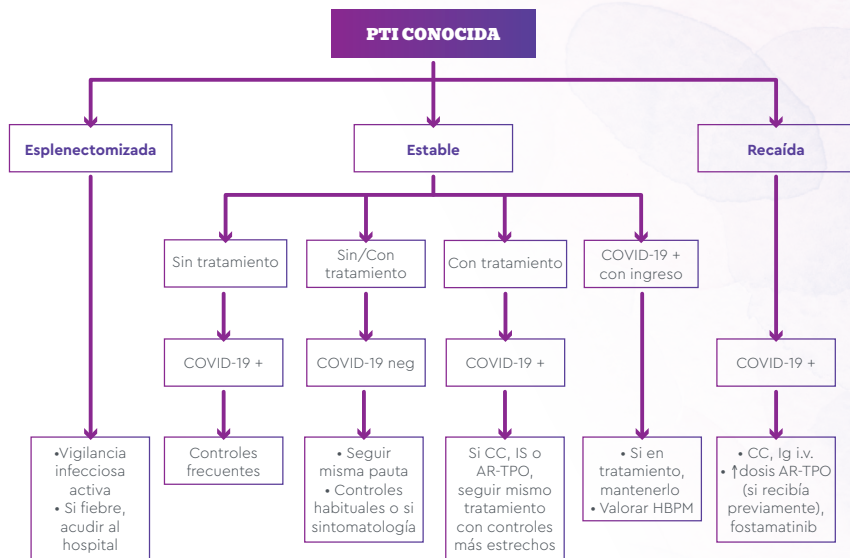 PTI CONOCIDA
Esplenectomizada
Estable
Recaída
Sin tratamiento
Sin/Con
tratamiento
Con tratamiento
COVID-19 +
con ingreso
COVID-19 +
COVID-19 neg
COVID-19 +
COVID-19 +
•Vigilancia
infecciosa
activa
• Si fiebre,
acudir al
hospital
Controles
frecuentes
• Seguir
misma pauta
• Controles
habituales o si
sintomatología
Si CC, IS o
AR-TPO,
seguir mismo
tratamiento
con controles
más estrechos
• Si en
tratamiento,
mantenerlo
• Valorar HBPM
• CC, Ig i.v.
• ↑dosis AR-TPO
(si recibía
previamente),
fostamatinib